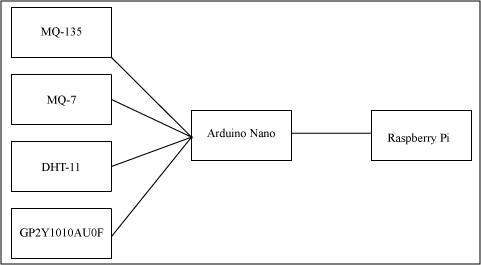 MQ-135
MQ-7
DHT-11
GP2Y1010AU0F
Arduino Nano
Raspberry Pi